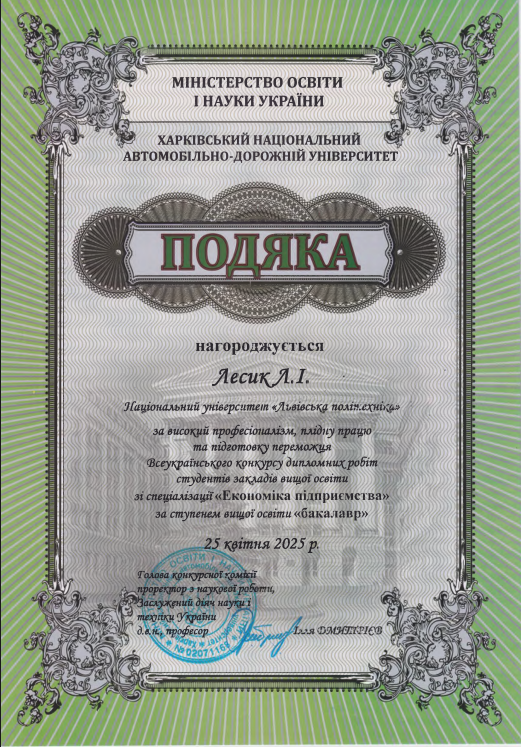 МІНІСТЕРСТВО ОСВІТИ
І НАУКИ УКРАЇНИ
ХАРКІВСЬКИЙ НАЦІОНАЛЬНИЙ
АВТОМОБІЛЬНО-ДОРОЖНІЙ УНІВЕРСИТЕТ
ПОДЯКА
нагороджується
Лесик Л.І.
Національний університет «Львівська політехніка»
за високий професіоналізм, плідну працю
та підготовку переможця
Всеукраїнського конкурсу дипломних робіт
студентів закладів вищої освіти
зі спеціалізації «Економіка підприємства»
за ступенем вищої освіти «бакалавр»
25 квітня 2025 р.
Голова конкурсної комісії
проректор з наукової роботи,
Заслужений діяч науки і
техніки України
д.е.н., професор Ілля ДМИТРІЄВ